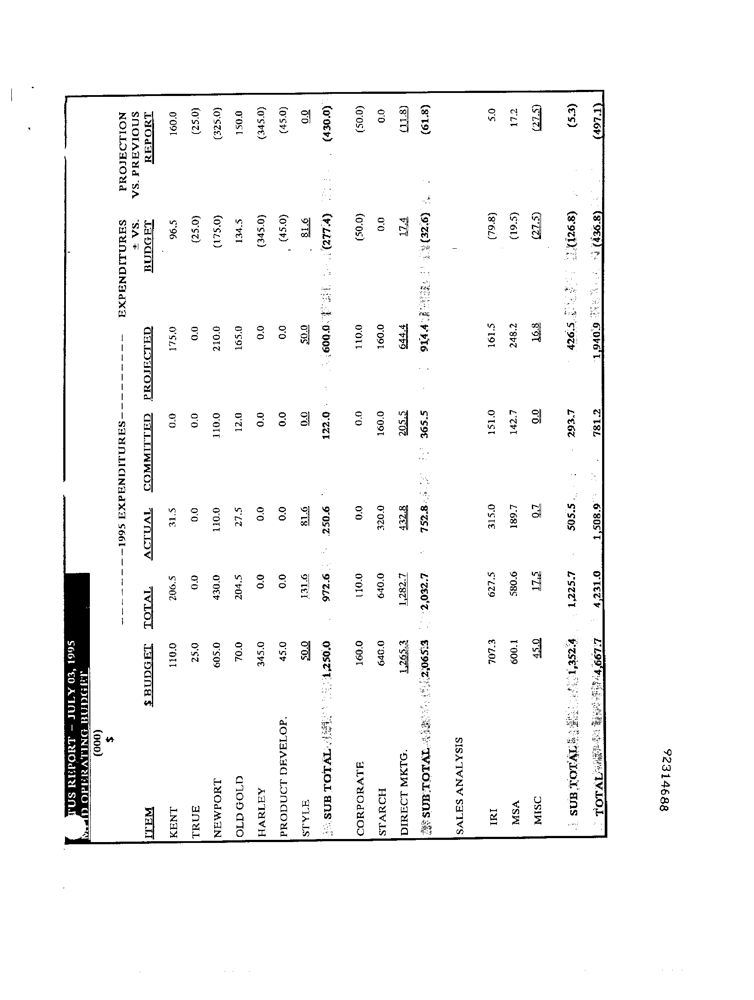 TUS REPORT – JULY 03, 1995
MPID OPERATING BUDGET
(000)
$
---------1995 EXPENDITURES--------- EXPENDITURES PROJECTION
± VS. VS. PREVIOUS
ITEM $ BUDGET TOTAL ACTUAL COMMITTED PROJECTED BUDGET REPORT
KENT 110.0 206.5 31.5 0.0 175.0 96.5 160.0
TRUE 25.0 0.0 0.0 0.0 0.0 (25.0) (25.0)
NEWPORT 605.0 430.0 110.0 110.0 210.0 (175.0) (325.0)
OLD GOLD 70.0 204.5 27.5 12.0 165.0 134.5 150.0
HARLEY 345.0 0.0 0.0 0.0 0.0 (345.0) (345.0)
PRODUCT DEVELOP. 45.0 0.0 0.0 0.0 0.0 (45.0) (45.0)
STYLE 50.0 131.6 81.6 0.0 50.0 81.6 0.0
SUB TOTAL 1,250.0 972.6 250.6 122.0 600.0 (277.4) (430.0)
CORPORATE 160.0 110.0 0.0 0.0 110.0 (50.0) (50.0)
STARCH 640.0 640.0 320.0 160.0 160.0 0.0 0.0
DIRECT MKTG. 1,265.3 1,282.7 432.8 205.5 644.4 17.4 (11.8)
SUB TOTAL 2,065.3 2,032.7 752.8 365.5 914.4 (32.6) (61.8)
SALES ANALYSIS
IRI 707.3 627.5 315.0 151.0 161.5 (79.8) 5.0
MSA 600.1 580.6 189.7 142.7 248.2 (19.5) 17.2
MISC 45.0 17.5 0.7 0.0 16.8 (27.5) (27.5)
SUB TOTAL 1,352.4 1,225.7 505.5 293.7 426.5 (126.8) (5.3)
TOTAL 4,667.7 4,231.0 1,508.9 781.2 1,940.9 (436.8) (497.1)
92314688